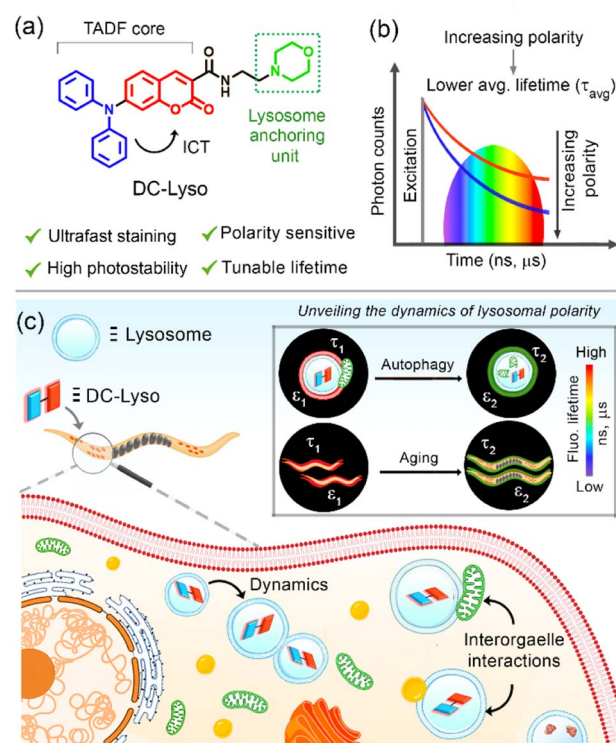 (a)
TADF core
O
N
H
N
O
N
O
O
ICT
Lysosome
anchoring
unit
DC-Lyso
✓ Ultrafast staining
✓ Polarity sensitive
✓ High photostability
✓ Tunable lifetime
(b)
Increasing polarity
Lower avg. lifetime (τavg)
Photon counts
Excitation
Increasing
polarity
Time (ns, μs)
(c)
Lysosome
DC-Lyso
Unveiling the dynamics of lysosomal polarity
τ1
ε1
Autophagy
τ2
ε2
τ1
ε1
Aging
τ2
ε2
High
Fluo. lifetime
ns, μs
Low
Dynamics
Interorgaelle
interactions